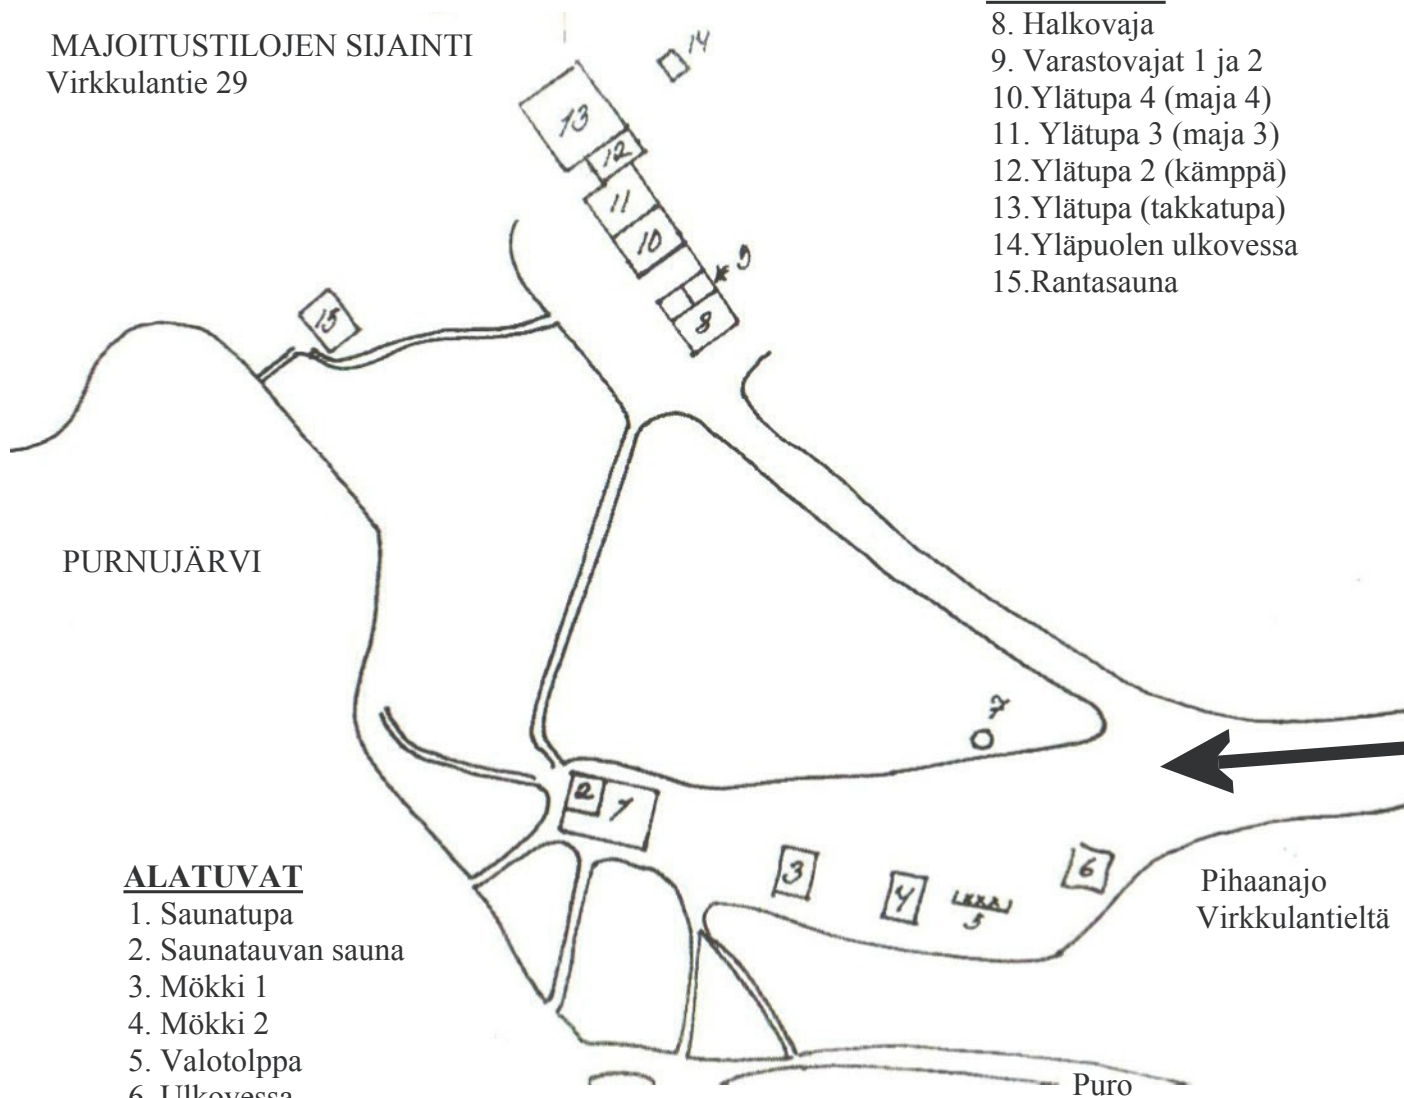 MAJOITUSTILOJEN SIJAINTI
Virkkulantie 29
8. Halkovaja
9. Varastovajat 1 ja 2
10.Ylätupa 4 (maja 4)
11. Ylätupa 3 (maja 3)
12.Ylätupa 2 (kämppä)
13.Ylätupa (takkatupa)
14.Yläpuolen ulkovessa
15.Rantasauna
14
13
12
11
10
9
8
15
PURNUJÄRVI
7
2
1
3
4
5
6
Pihaanajo
Virkkulantieltä
ALATUVAT
1. Saunatupa
2. Saunatauvan sauna
3. Mökki 1
4. Mökki 2
5. Valotolppa
6. Ulkovessa
Puro